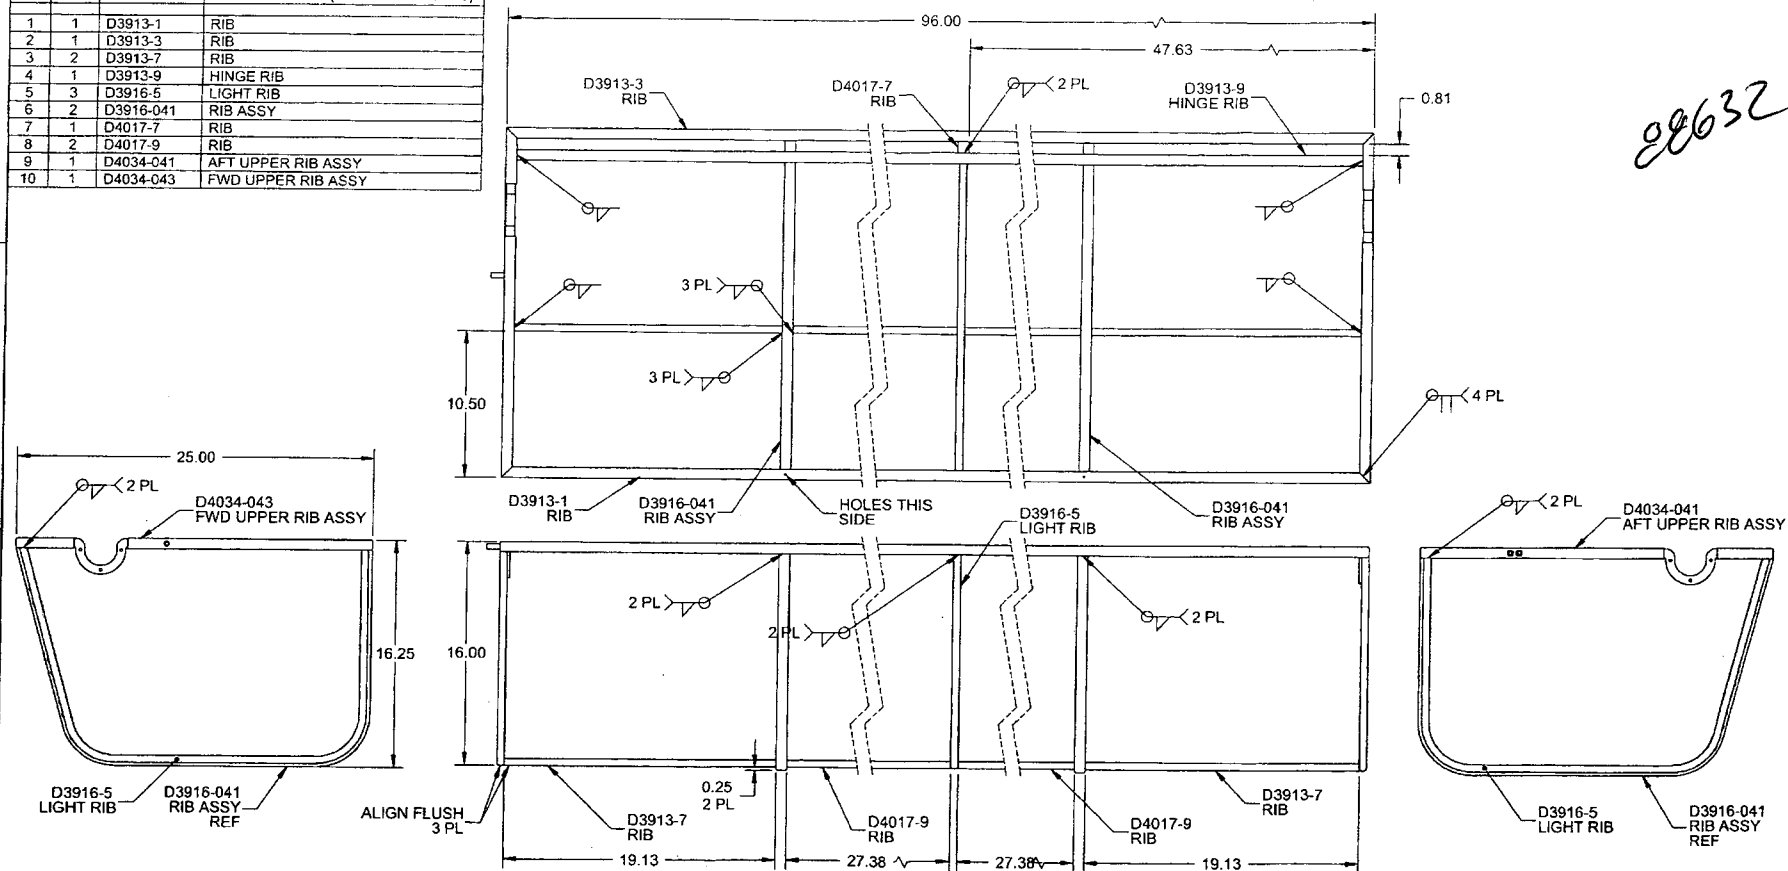 1 1 D3913-1 RIB
2 1 D3913-3 RIB
3 2 D3913-7 RIB
4 1 D3913-9 HINGE RIB
5 3 D3916-5 LIGHT RIB
6 2 D3916-041 RIB ASSY
7 1 D4017-7 RIB
8 2 D4017-9 RIB
9 1 D4034-041 AFT UPPER RIB ASSY
10 1 D4034-043 FWD UPPER RIB ASSY
96.00
47.63
D3913-3
RIB
D4017-7
RIB
2 PL
D3913-9
HINGE RIB
0.81
3 PL
3 PL
10.50
4 PL
D3913-1
RIB
D3916-041
RIB ASSY
HOLES THIS
SIDE
D3916-5
LIGHT RIB
D3916-041
RIB ASSY
25.00
2 PL
D4034-043
FWD UPPER RIB ASSY
16.25
D3916-5
LIGHT RIB
D3916-041
RIB ASSY
REF
16.00
2 PL
2 PL
2 PL
0.25
2 PL
ALIGN FLUSH
3 PL
D3913-7
RIB
D4017-9
RIB
D4017-9
RIB
D3913-7
RIB
19.13
27.38
27.38
19.13
2 PL
D4034-041
AFT UPPER RIB ASSY
D3916-5
LIGHT RIB
D3916-041
RIB ASSY
REF